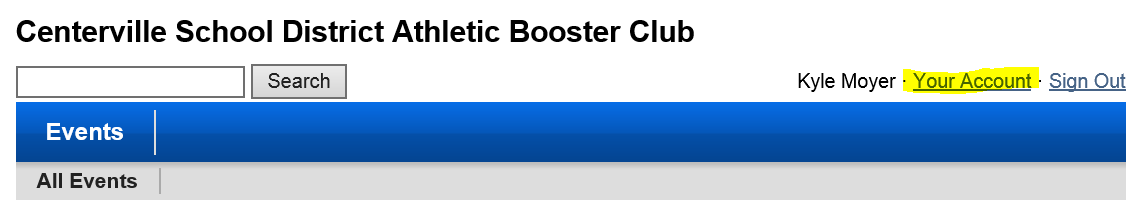 Centerville School District Athletic Booster Club
Search Kyle Moyer · Your Account · Sign Out
Events
All Events